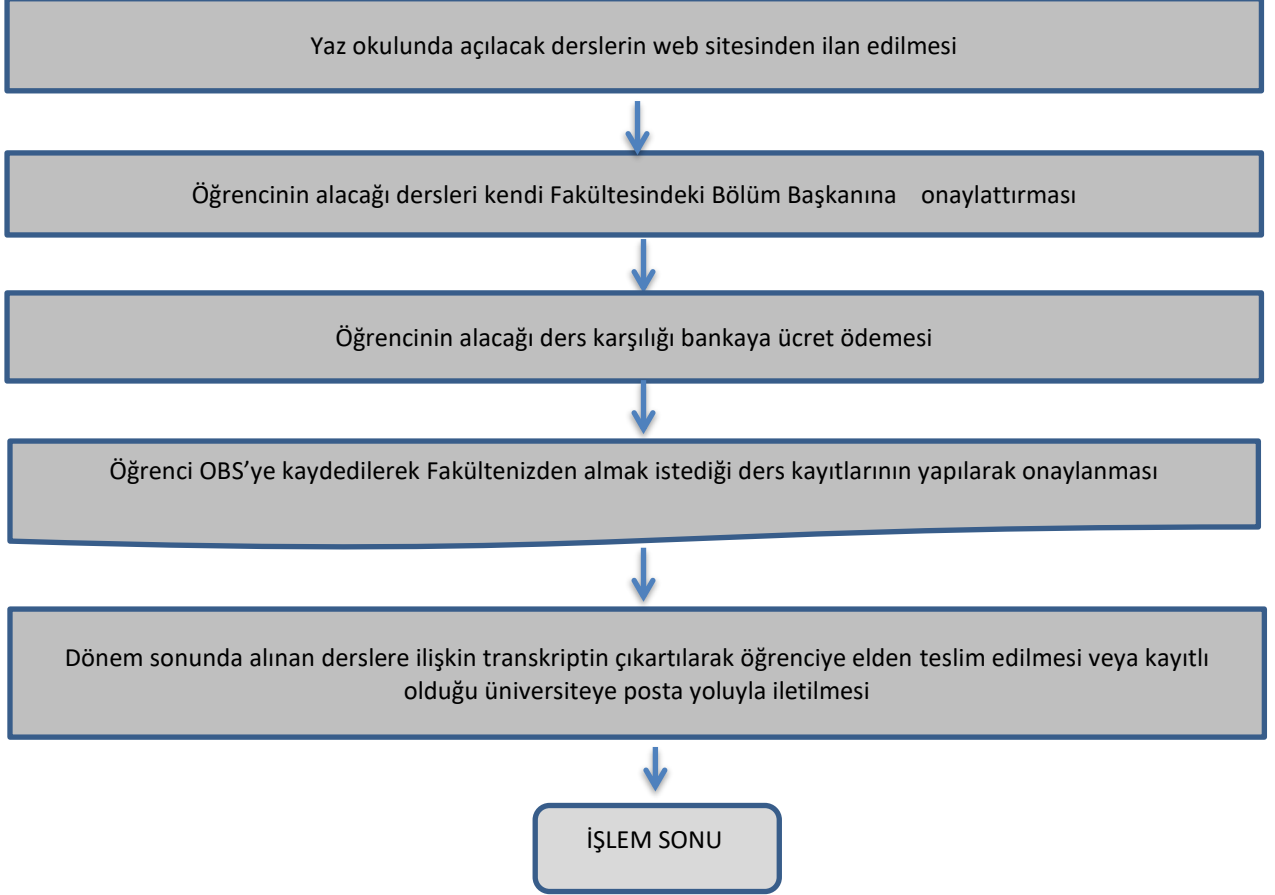 Yaz okulunda açılacak derslerin web sitesinden ilan edilmesi
Öğrencinin alacağı dersleri kendi Fakültesindeki Bölüm Başkanına onaylattırması
Öğrencinin alacağı ders karşılığı bankaya ücret ödemesi
Öğrenci OBS’ye kaydedilerek Fakültenizden almak istediği ders kayıtlarının yapılarak onaylanması
Dönem sonunda alınan derslere ilişkin transkriptin çıkartılarak öğrenciye elden teslim edilmesi veya kayıtlı
olduğu üniversiteye posta yoluyla iletilmesi
İŞLEM SONU